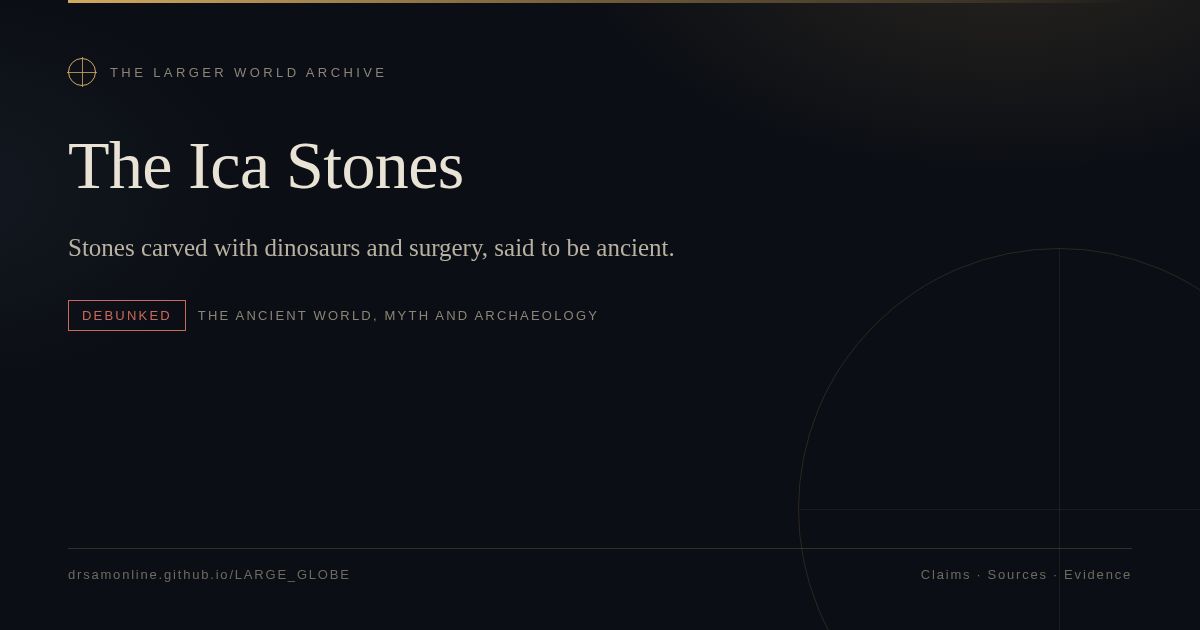 THE LARGER WORLD ARCHIVE
The Ica Stones
Stones carved with dinosaurs and surgery, said to be ancient.
DEBUNKED THE ANCIENT WORLD, MYTH AND ARCHAEOLOGY
drsamonline.github.io/LARGE_GLOBE Claims · Sources · Evidence